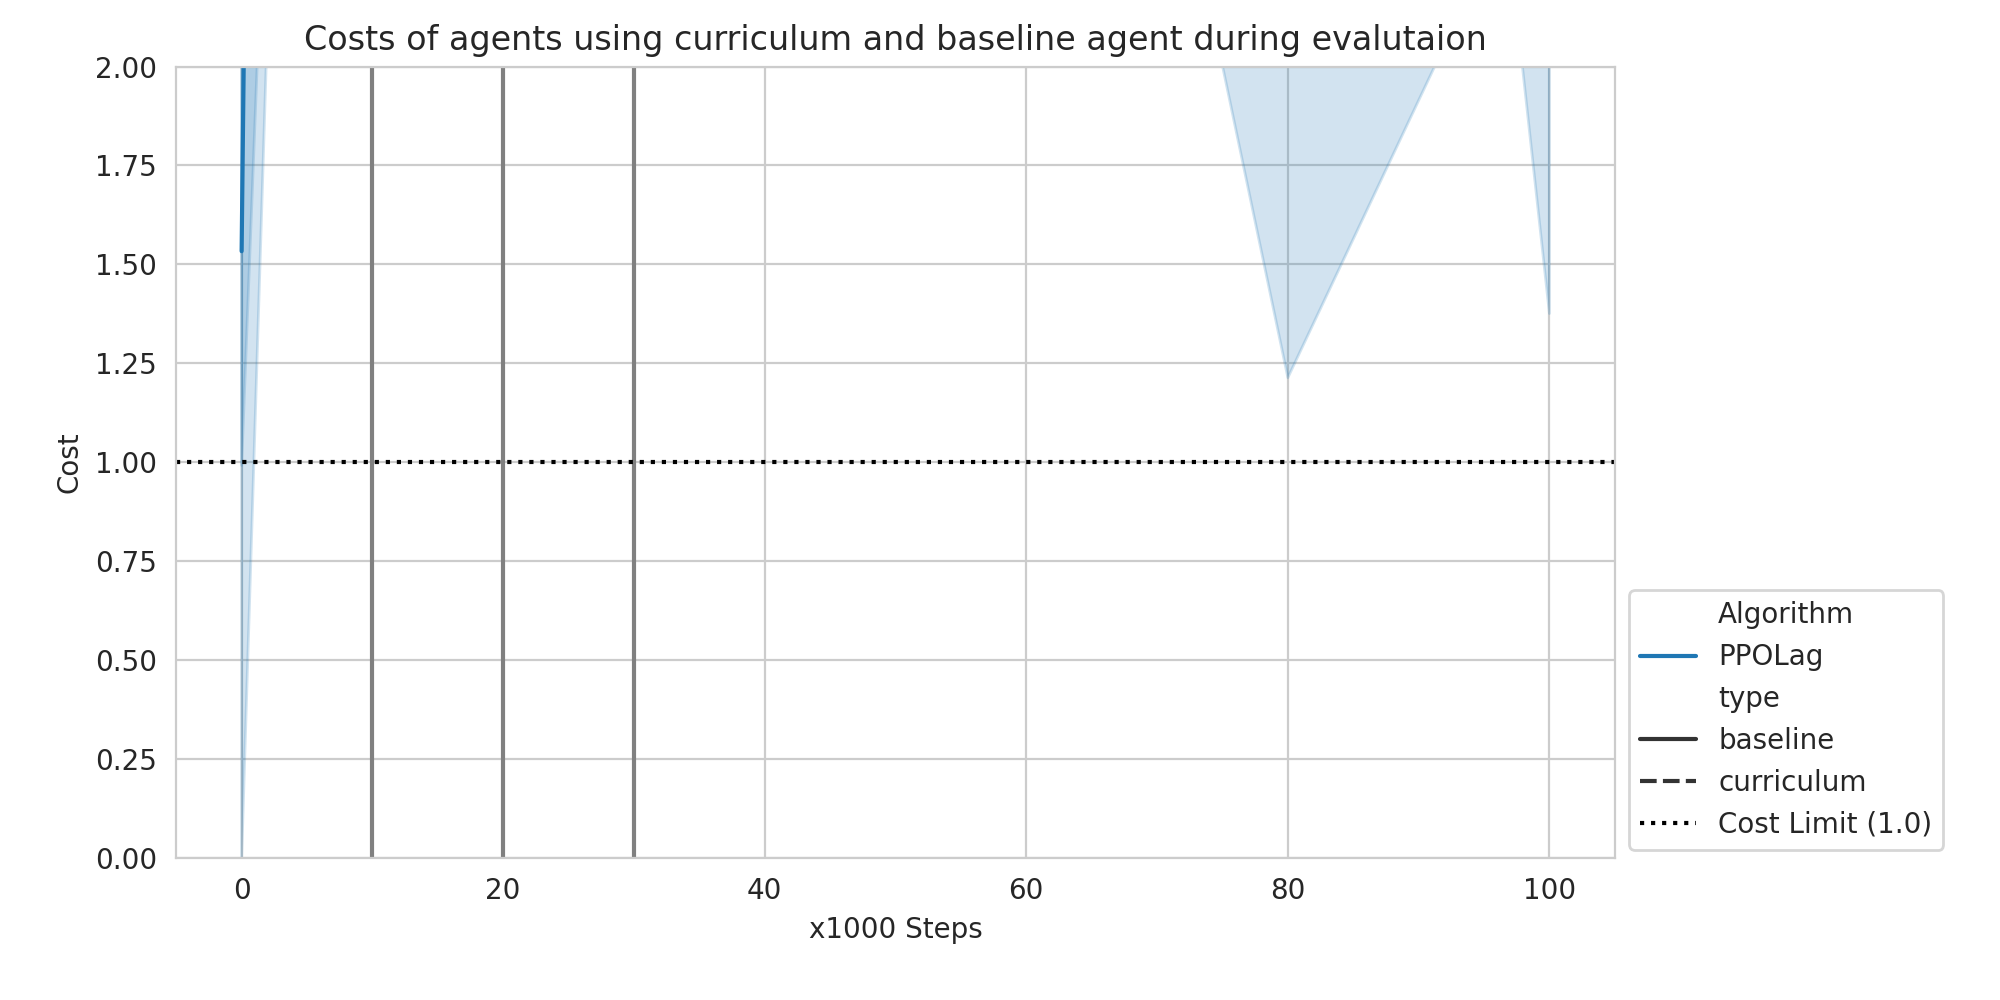 Costs of agents using curriculum and baseline agent during evalutaion
2.00
1.75
1.50
1.25
1.00
0.75
0.50
0.25
0.00
Cost
0 20 40 60 80 100
x1000 Steps
Algorithm
PPOLag
type
baseline
curriculum
Cost Limit (1.0)